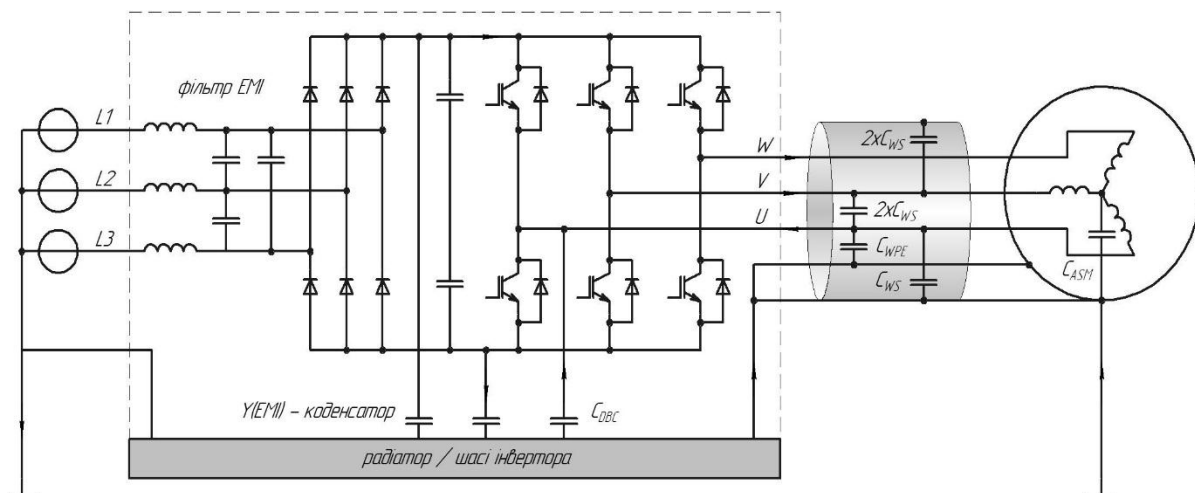 фільтр EMI
L1
L2
L3
2xC_WS
W
V
2xC_WS
U
C_WPE
C_WS
C_ASM
Y(EMI) – коденсатор
C_DBC
радіатор / шасі інвертора